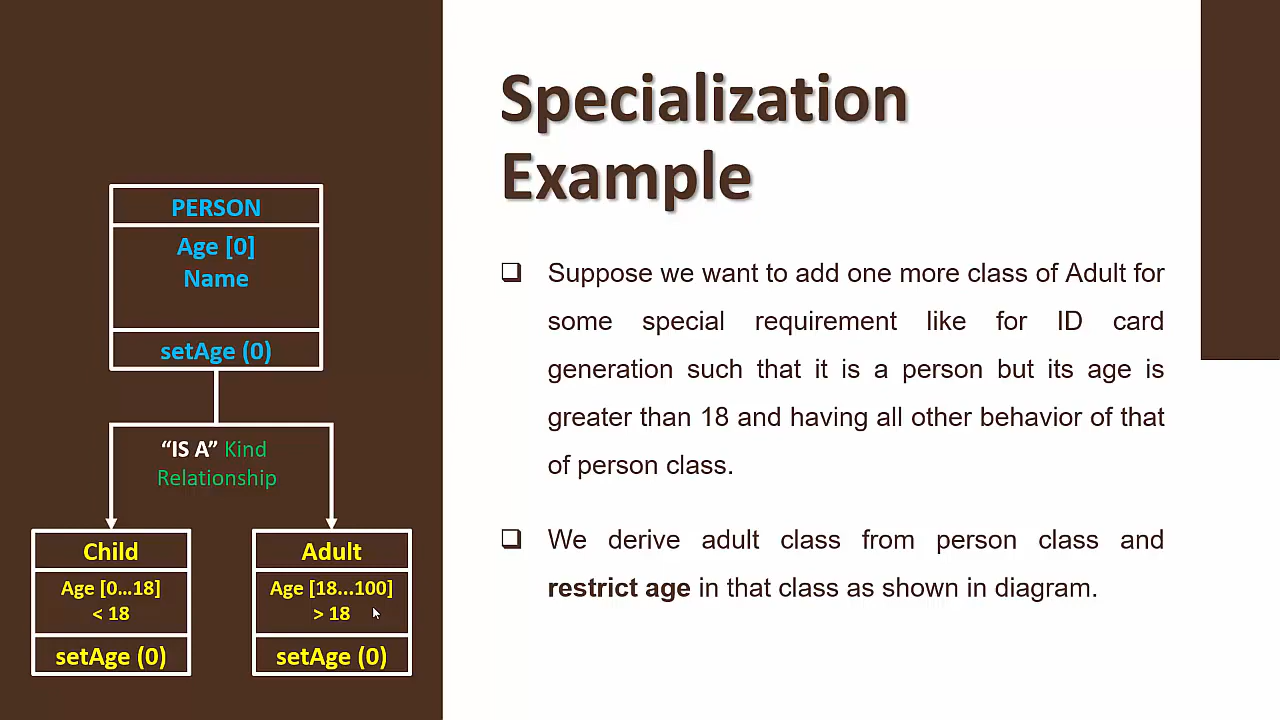 Specialization
Example
PERSON
Age [0]
Name
setAge (0)
“IS A” Kind
Relationship
Child
Age [0...18]
< 18
setAge (0)
Adult
Age [18...100]
> 18
setAge (0)
❑ Suppose we want to add one more class of Adult for
some special requirement like for ID card
generation such that it is a person but its age is
greater than 18 and having all other behavior of that
of person class.
❑ We derive adult class from person class and
restrict age in that class as shown in diagram.